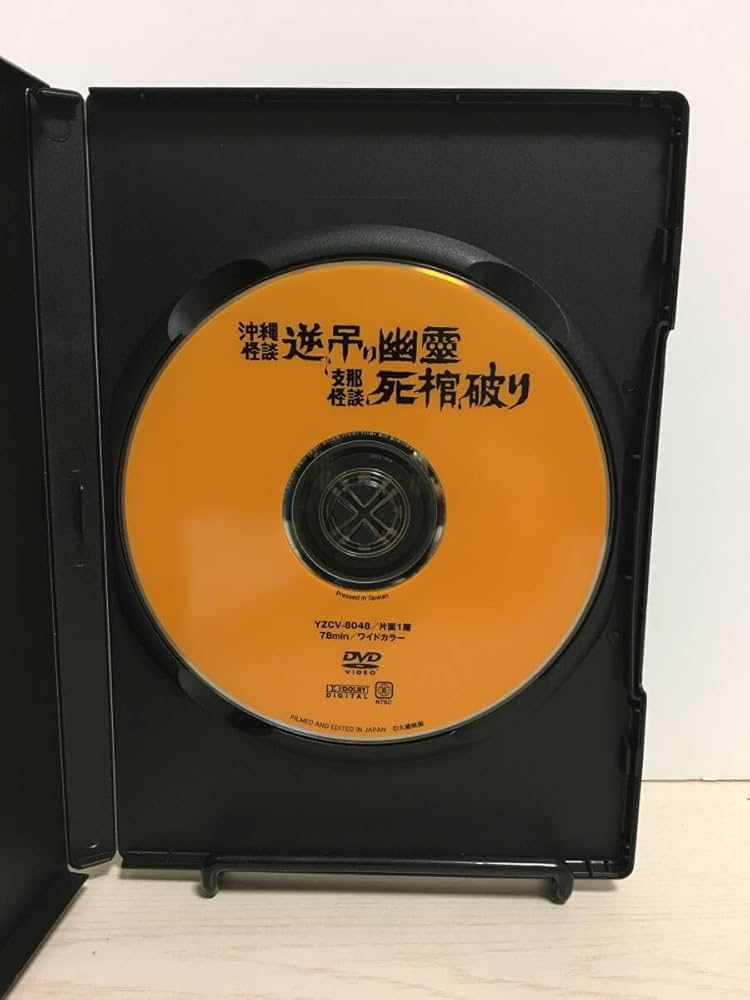 沖縄怪談 逆吊り幽靈
支那怪談 死棺破り
Pressed in Taiwan
YZCV-8048/片面1層
78min/ワイドカラー
DVD
VIDEO
DOLBY
DIGITAL
NTSC
FILMED AND EDITED IN JAPAN ©大蔵映画